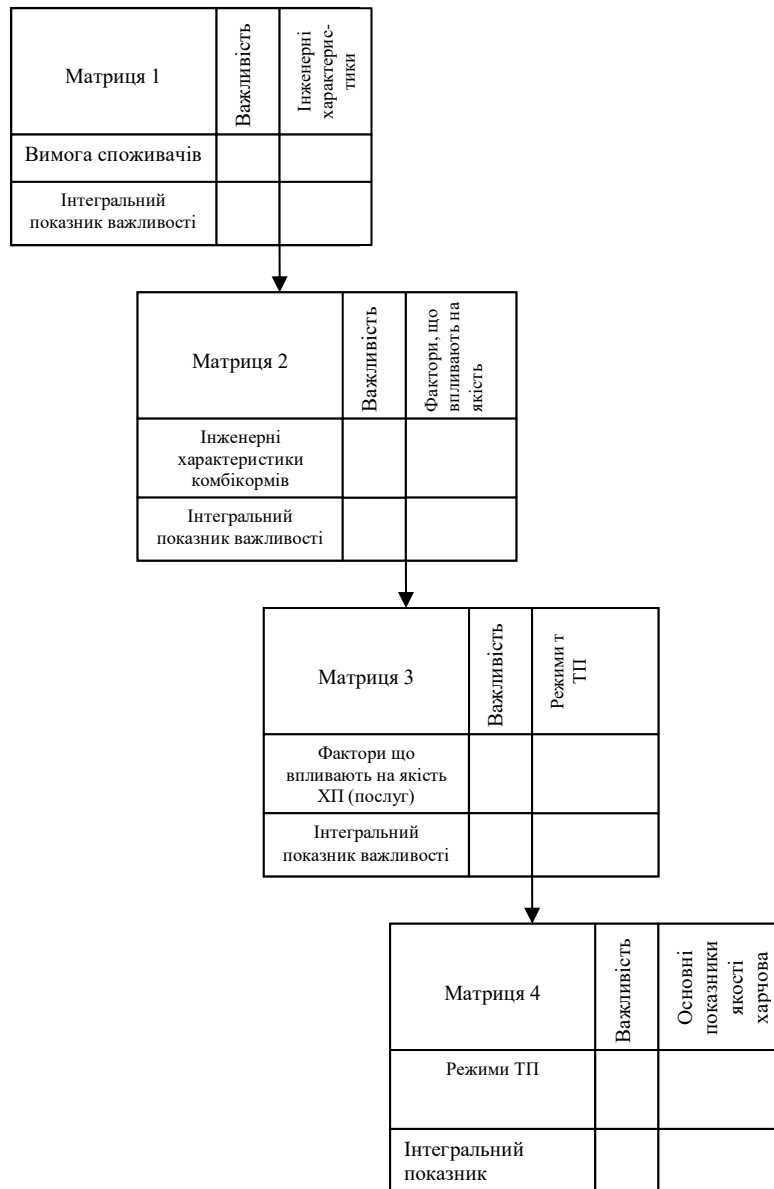 Матриця 1
Важливість
Інженерні
характерис-
тики
Вимога споживачів
Інтегральний
показник важливості
Матриця 2
Важливість
Фактори, що
впливають на
якість
Інженерні
характеристики
комбікормів
Інтегральний
показник важливості
Матриця 3
Важливість
Режими т
ТП
Фактори що
впливають на якість
ХП (послуг)
Інтегральний
показник важливості
Матриця 4
Важливість
Основні
показники
якості
харчова
Режими ТП
Інтегральний
показник